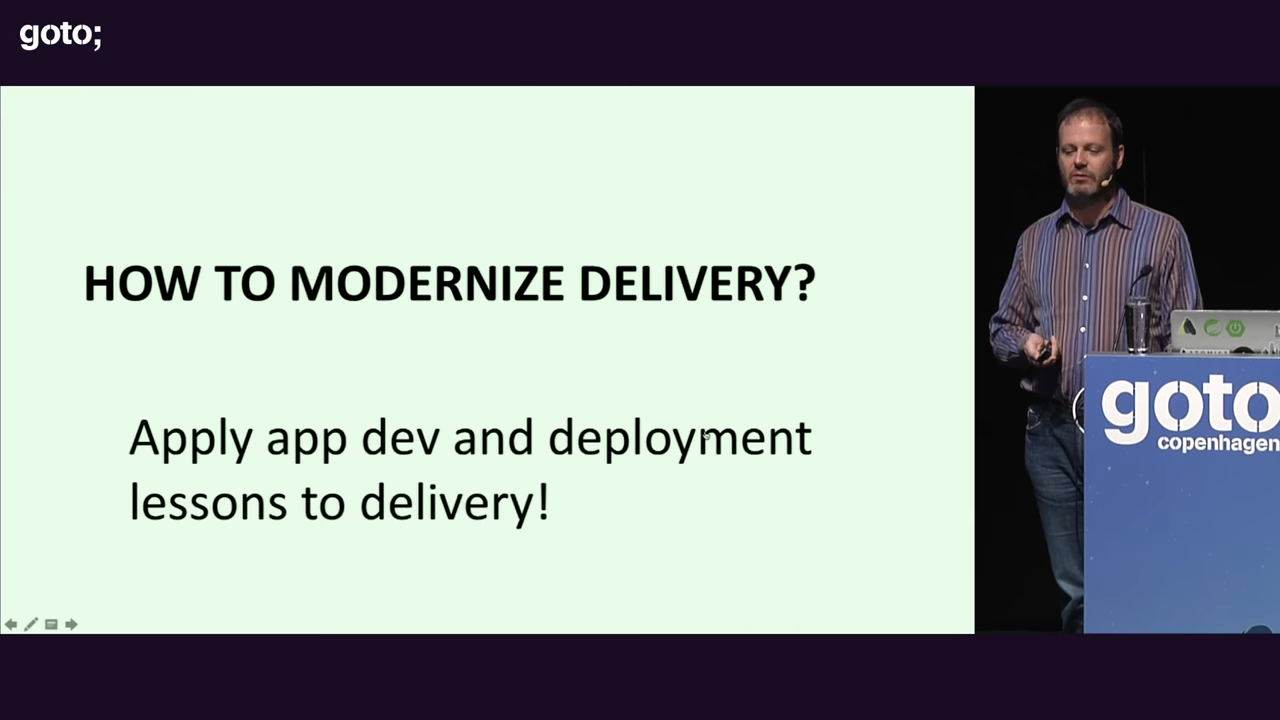 goto;
HOW TO MODERNIZE DELIVERY?
Apply app dev and deployment
lessons to delivery!
goto
copenhagen